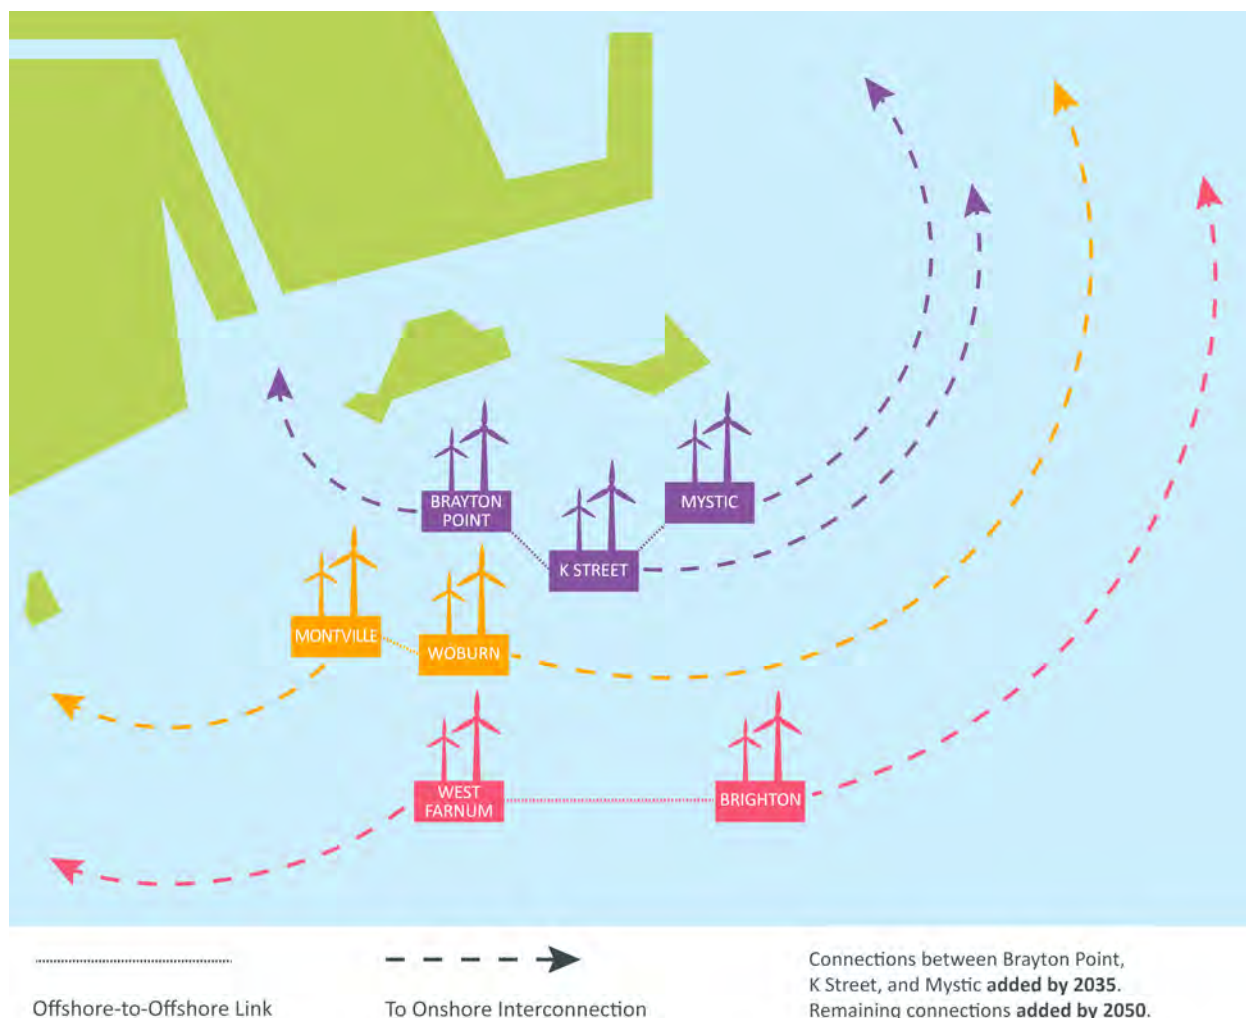 BRAYTON
POINT
MYSTIC
K STREET
MONTVILLE
WOBURN
WEST
FARNUM
BRIGHTON
Offshore-to-Offshore Link
To Onshore Interconnection
Connections between Brayton Point,
K Street, and Mystic added by 2035.
Remaining connections added by 2050.